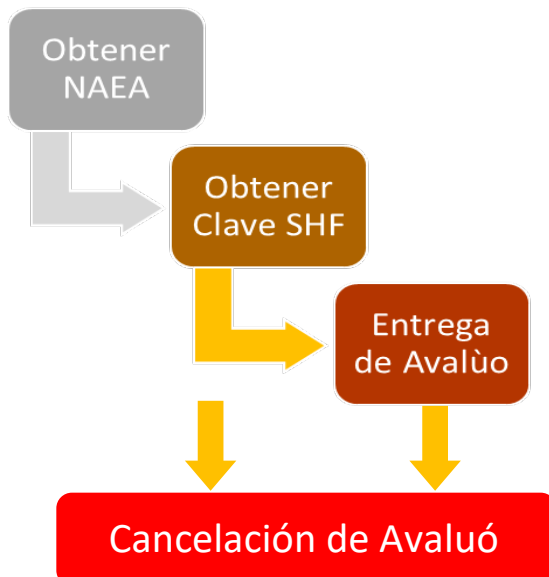 Obtener
NAEA
Obtener
Clave SHF
Entrega
de Avalùo
Cancelación de Avaluó